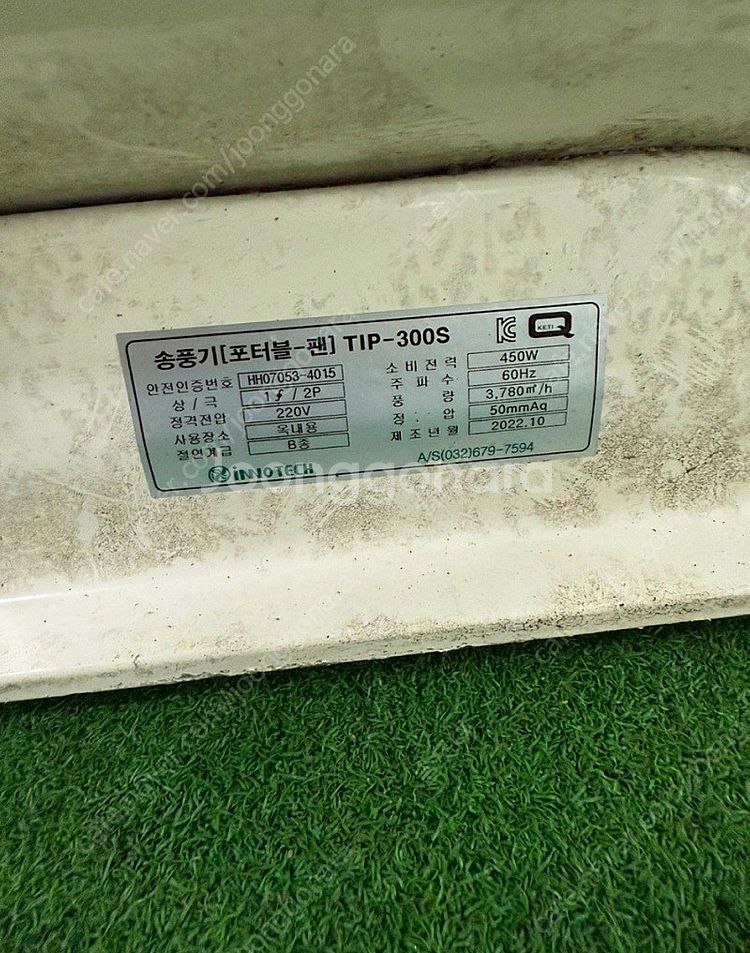 송풍기[포터블-팬] TIP-300S
KC
KETI
안전인증번호 HH07053-4015
상 / 극 1∮ / 2P
정격전압 220V
사용장소 옥내용
절연계급 B종
소비전력 450W
주파수 60Hz
풍량 3,780㎥/h
정압 50mmAq
제조년월 2022.10
INNOTECH
A/S(032)679-7594
Joonggonara
cafe.naver.com/joonggonara